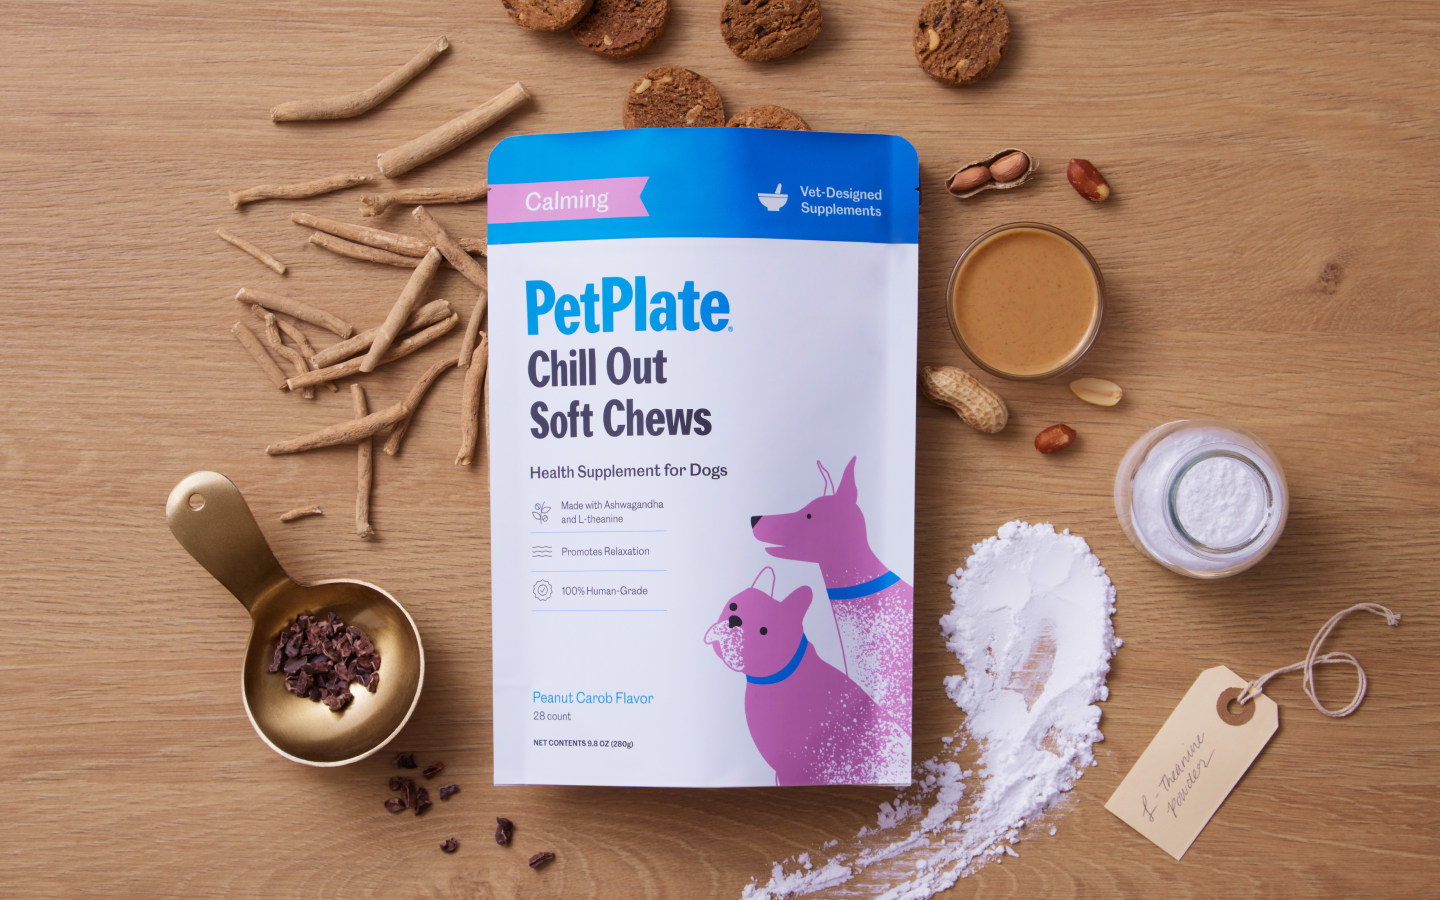 Calming
Vet-Designed
Supplements
PetPlate
Chill Out
Soft Chews
Health Supplement for Dogs
Made with Ashwagandha
and L-theanine
Promotes Relaxation
100% Human-Grade
Peanut Carob Flavor
28 count
NET CONTENTS 9.8 OZ (280g)
L-Theanine
powder